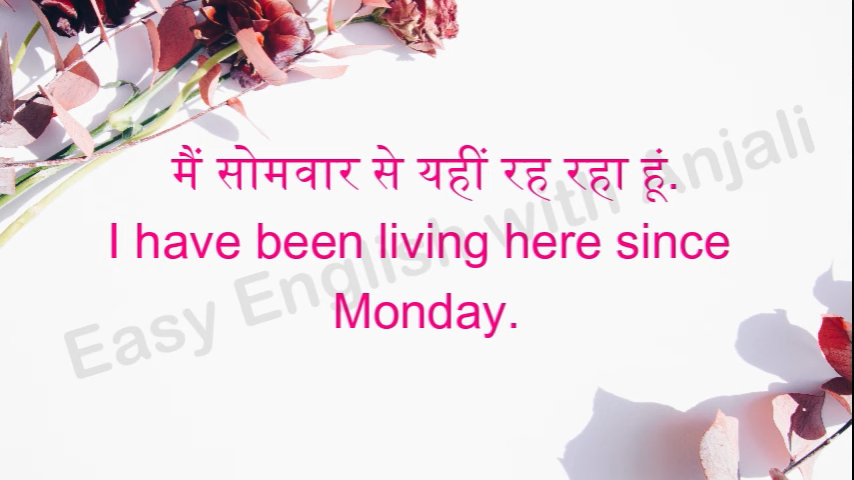 मैं सोमवार से यहीं रह रहा हूं.
I have been living here since
Monday.
Easy English with Anjali